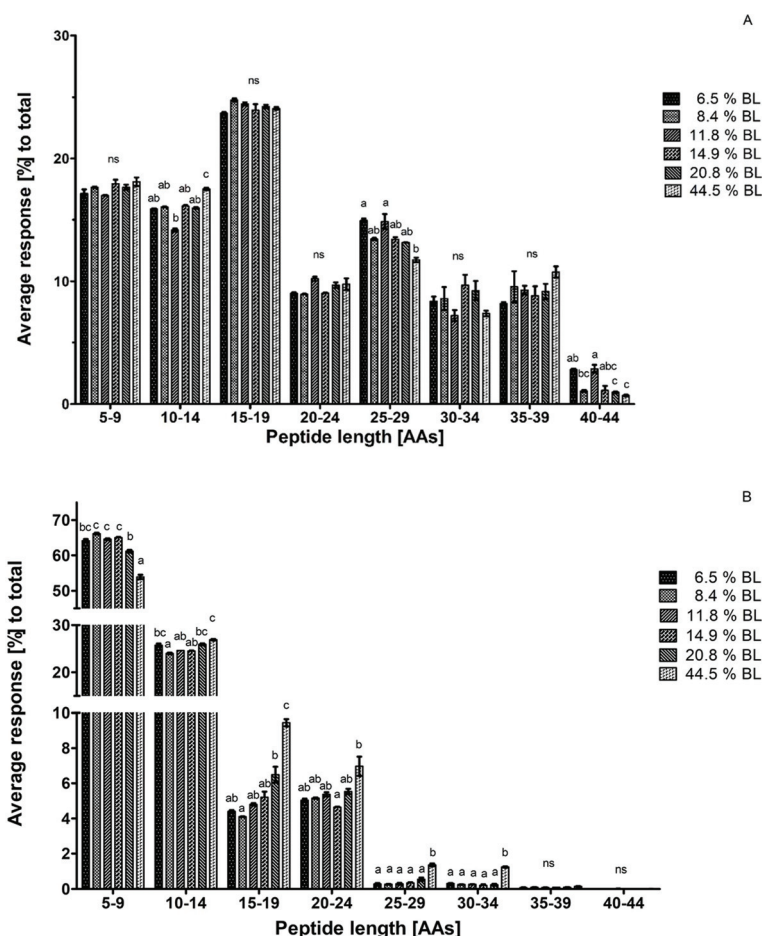 A
30
20
10
0
Average response [%] to total
ns
ab
ab
b
ab
ab
c
ns
ns
a
ab
a
ab
ab
b
ns
ns
ab
bc
a
abc
c
c
6.5 % BL
8.4 % BL
11.8 % BL
14.9 % BL
20.8 % BL
44.5 % BL
5-9 10-14 15-19 20-24 25-29 30-34 35-39 40-44
Peptide length [AAs]
B
70
60
50
30
20
10
8
6
4
2
0
Average response [%] to total
bc c c c b a
bc a ab ab bc c
ab a ab ab b c
ab ab ab a ab b
a a a a a b
a a a a a b
ns
ns
6.5 % BL
8.4 % BL
11.8 % BL
14.9 % BL
20.8 % BL
44.5 % BL
5-9 10-14 15-19 20-24 25-29 30-34 35-39 40-44
Peptide length [AAs]